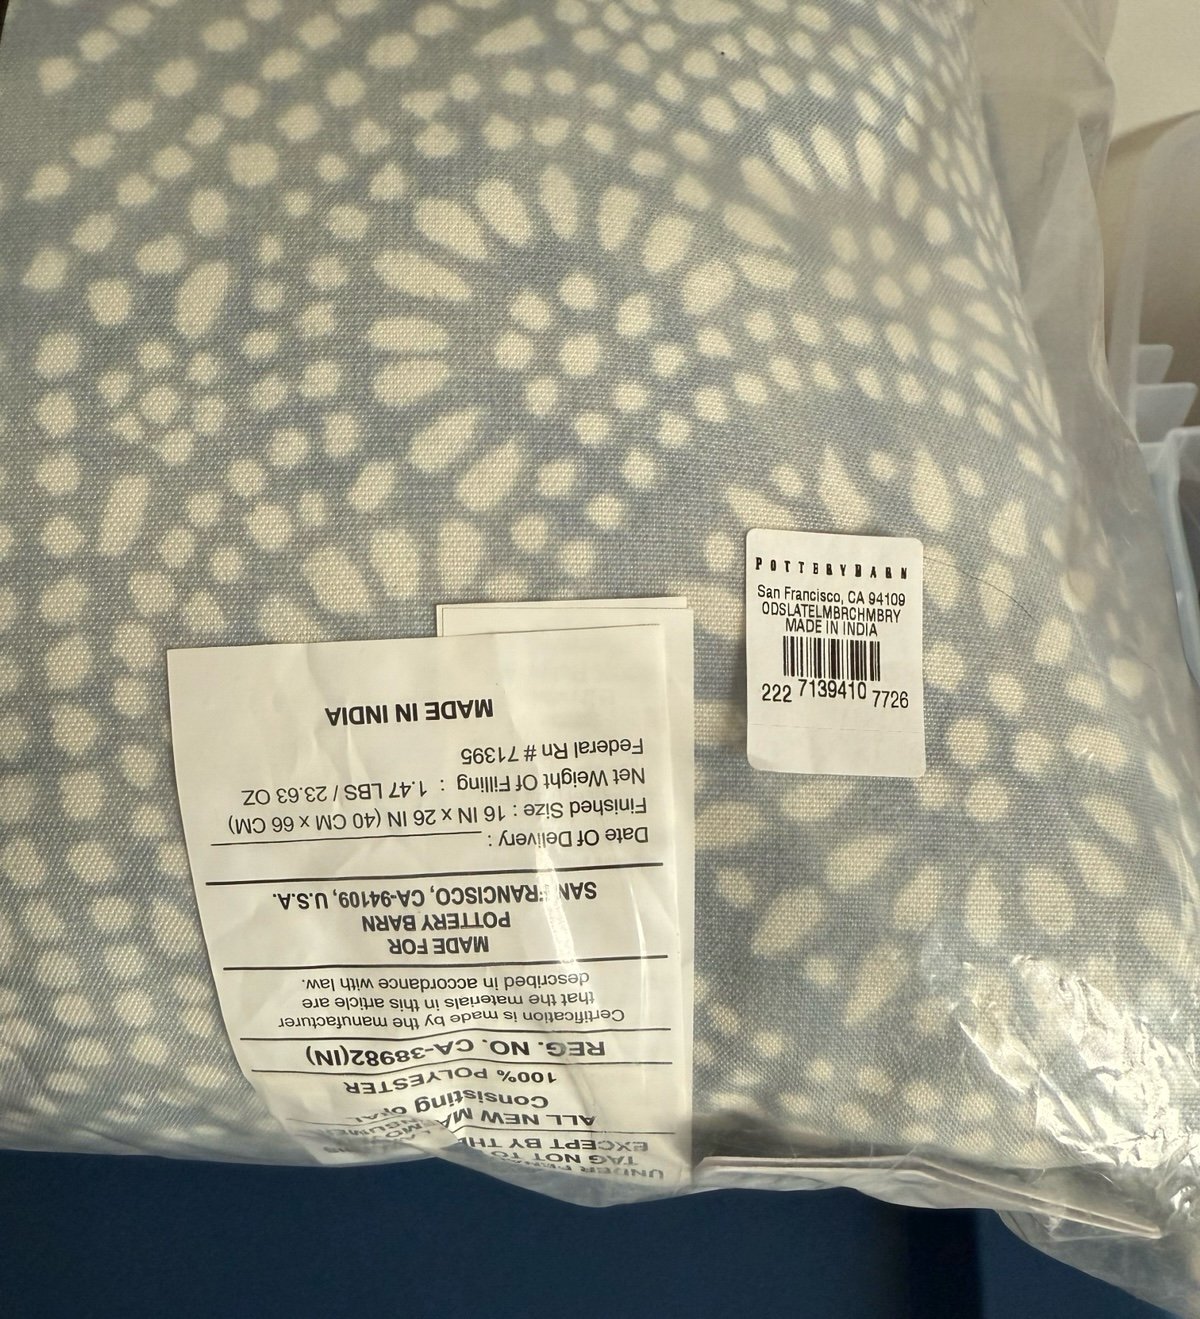 POTTERYBARN
San Francisco, CA 94109
ODSLATELMBRCHMBRY
MADE IN INDIA
222 7139410 7726
TAG NOT TO
EXCEPT BY THE
ALL NEW
Consisting Of
100% POLYESTER
REG. NO. CA-38982(IN)
Certification is made by the manufacturer
that the materials in this article are
described in accordance with law.
MADE FOR
POTTERY BARN
SAN FRANCISCO, CA-94109, U.S.A.
Date Of Delivery :
Finished Size : 16 IN x 26 IN (40 CM x 66 CM)
Net Weight Of Filling : 1.47 LBS / 23.63 OZ
Federal Rn # 71395
MADE IN INDIA